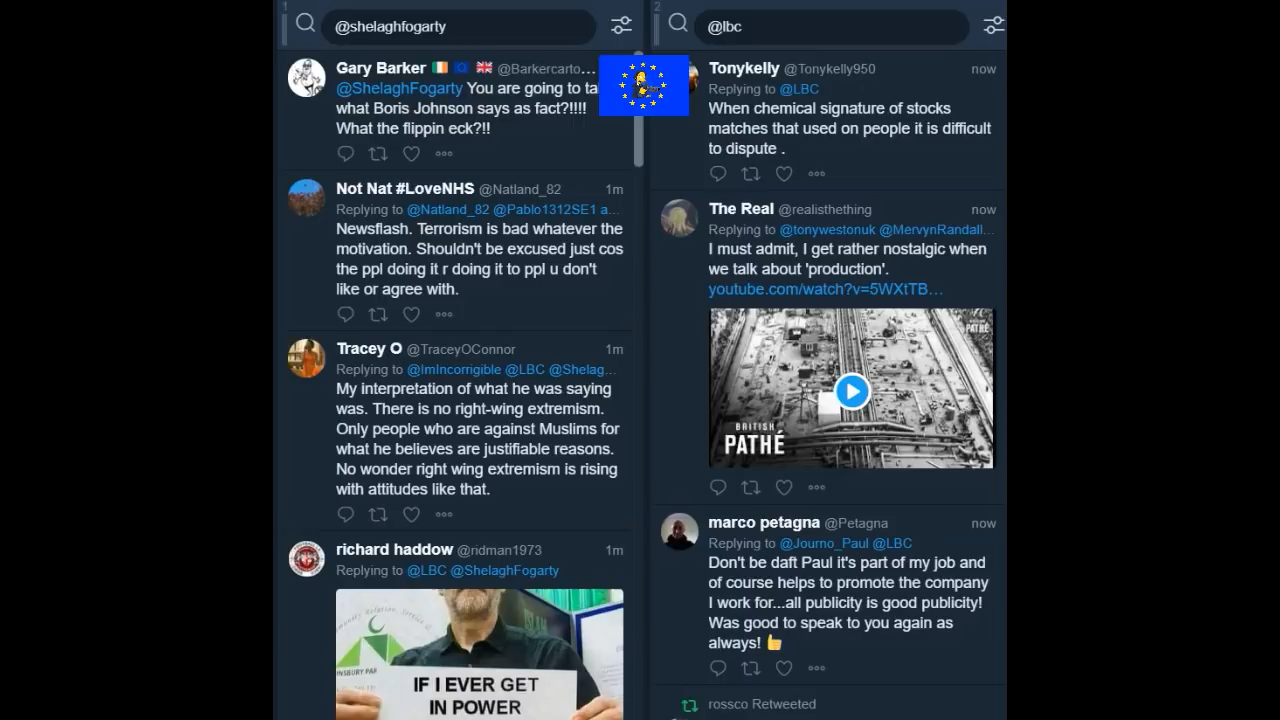 1
@shelaghfogarty
Gary Barker @Barkercarto...
@ShelaghFogarty You are going to
what Boris Johnson says as fact?!!!!
What the flippin eck?!!
Not Nat #LoveNHS @Natland_82 1m
Replying to @Natland_82 @Pablo1312SE1 a...
Newsflash. Terrorism is bad whatever the
motivation. Shouldn't be excused just cos
the ppl doing it r doing it to ppl u don't
like or agree with.
Tracey O @TraceyOConnor 1m
Replying to @ImIncorrigible @LBC @Shelag...
My interpretation of what he was saying
was. There is no right-wing extremism.
Only people who are against Muslims for
what he believes are justifiable reasons.
No wonder right wing extremism is rising
with attitudes like that.
richard haddow @ridman1973 1m
Replying to @LBC @ShelaghFogarty
NSBURY PAR
ISLAM
IF I EVER GET
IN POWER
2
@lbc
Tonykelly @Tonykelly950 now
Replying to @LBC
When chemical signature of stocks
matches that used on people it is difficult
to dispute .
The Real @realisthething now
Replying to @tonywestonuk @MervynRandall...
I must admit, I get rather nostalgic when
we talk about 'production'.
youtube.com/watch?v=5WXtTB...
PATHÉ
BRITISH
PATHÉ
marco petagna @Petagna now
Replying to @Journo_Paul @LBC
Don't be daft Paul it's part of my job and
of course helps to promote the company
I work for...all publicity is good publicity!
Was good to speak to you again as
always!
rossco Retweeted